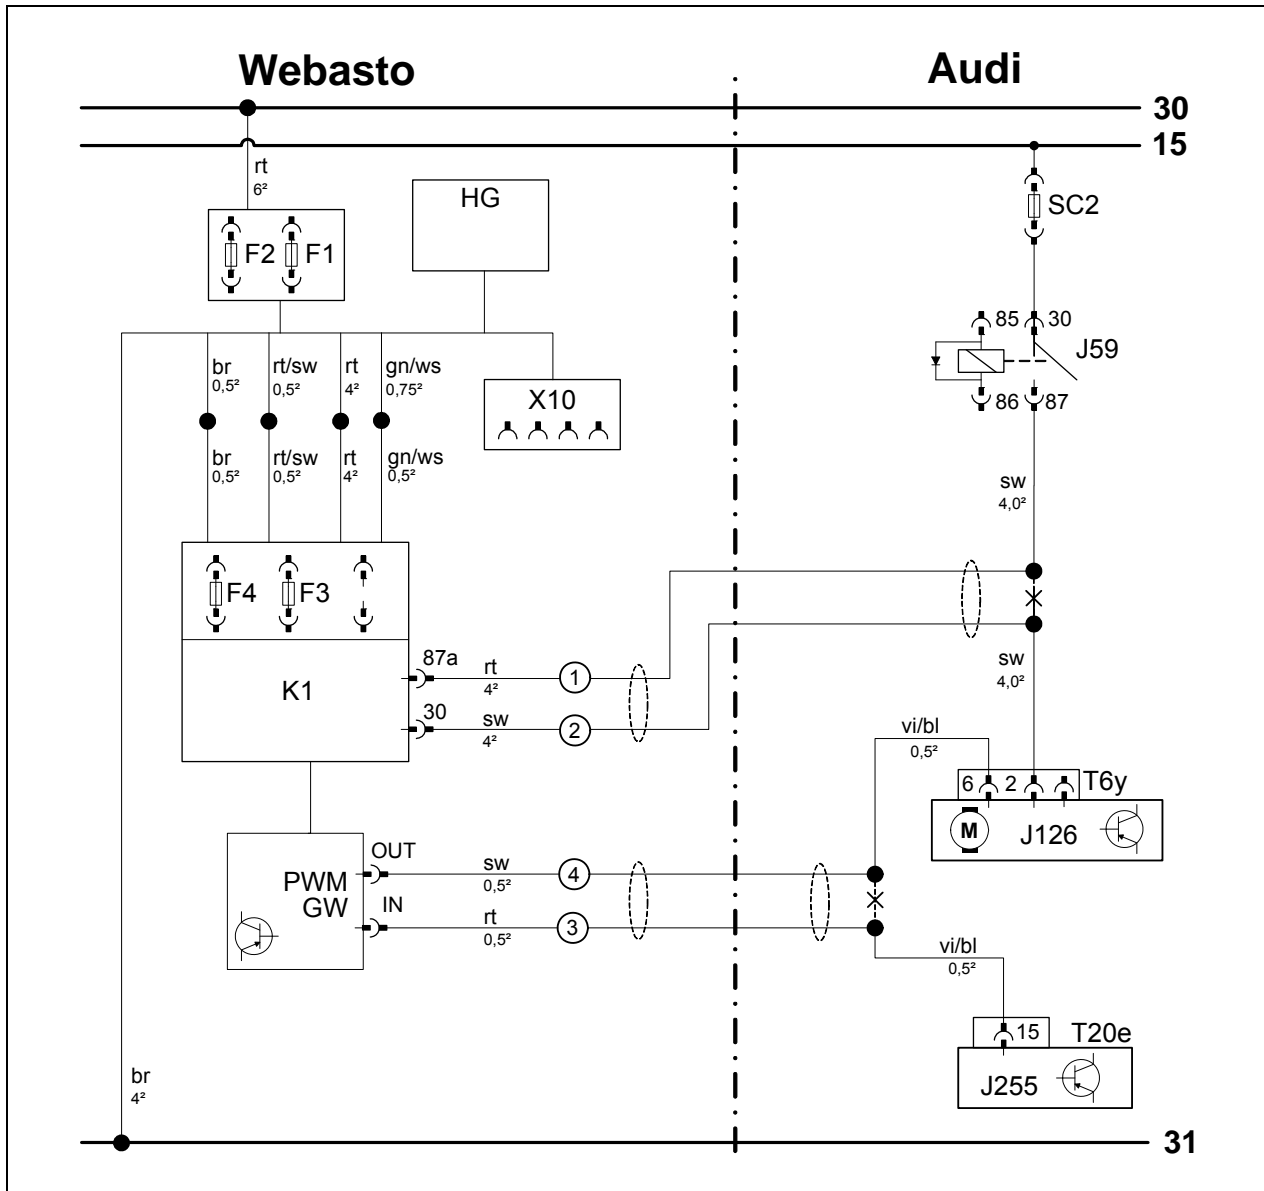 Webasto
Audi
30
15
rt
6²
HG
SC2
F2
F1
85
30
J59
86
87
br
0,5²
rt/sw
0,5²
rt
4²
gn/ws
0,75²
X10
br
0,5²
rt/sw
0,5²
rt
4²
gn/ws
0,5²
sw
4,0²
F4
F3
K1
87a
rt
4²
1
30
sw
4²
2
sw
4,0²
vi/bl
0,5²
6
2
T6y
M
J126
PWM
GW
OUT
sw
0,5²
4
IN
rt
0,5²
3
vi/bl
0,5²
15
T20e
J255
br
4²
31